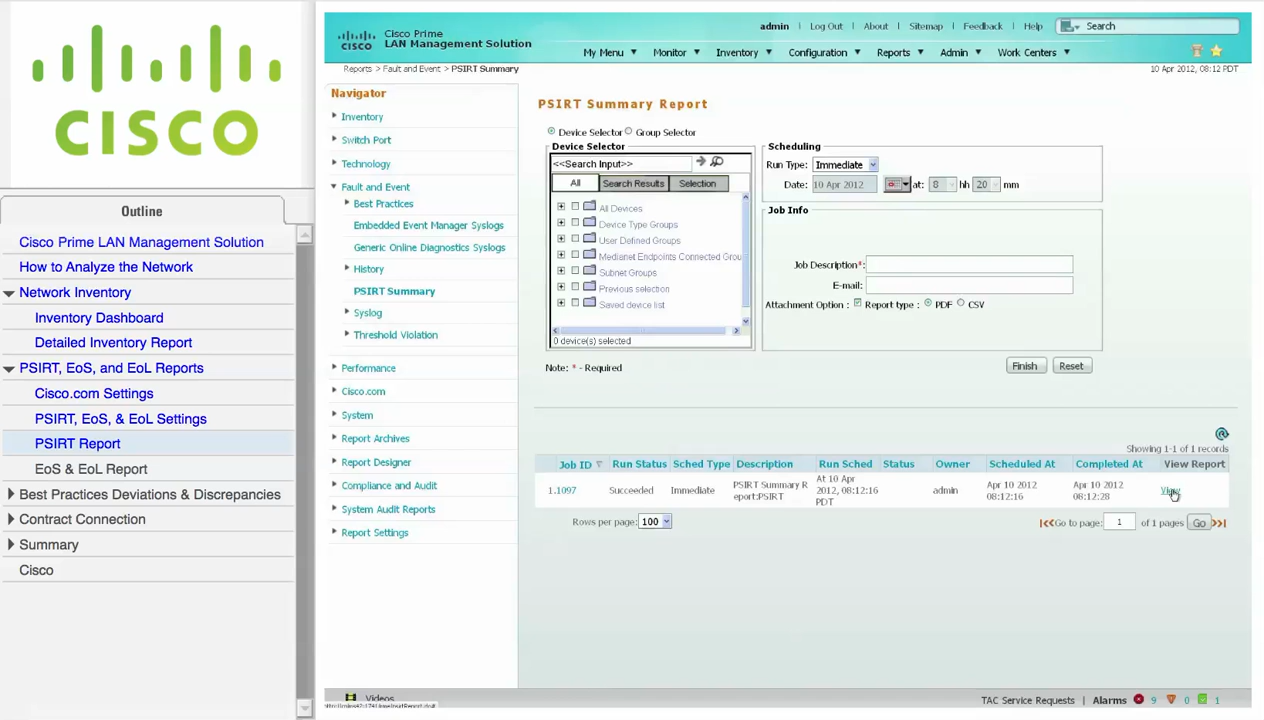 CISCO
Outline
Cisco Prime LAN Management Solution
How to Analyze the Network
Network Inventory
Inventory Dashboard
Detailed Inventory Report
PSIRT, EoS, and EoL Reports
Cisco.com Settings
PSIRT, EoS, & EoL Settings
PSIRT Report
EoS & EoL Report
Best Practices Deviations & Discrepancies
Contract Connection
Summary
Cisco
CISCO
Cisco Prime
LAN Management Solution
admin | Log Out | About | Sitemap | Feedback | Help Search
My Menu Monitor Inventory Configuration Reports Admin Work Centers
Reports > Fault and Event > PSIRT Summary
10 Apr 2012, 08:12 PDT
Navigator
Inventory
Switch Port
Technology
Fault and Event
Best Practices
Embedded Event Manager Syslogs
Generic Online Diagnostics Syslogs
History
PSIRT Summary
Syslog
Threshold Violation
Performance
Cisco.com
System
Report Archives
Report Designer
Compliance and Audit
System Audit Reports
Report Settings
PSIRT Summary Report
Device Selector Group Selector
Device Selector
<<Search Input>>
All Search Results Selection
All Devices
Device Type Groups
User Defined Groups
Medianet Endpoints Connected Grou
Subnet Groups
Previous selection
Saved device list
0 device(s) selected
Note: * - Required
Scheduling
Run Type: Immediate
Date: 10 Apr 2012 at: 8 hh 20 mm
Job Info
Job Description*:
E-mail:
Attachment Option : Report type : PDF CSV
Finish Reset
Showing 1-1 of 1 records
Job ID Run Status Sched Type Description Run Sched Status Owner Scheduled At Completed At View Report
1.1097 Succeeded Immediate PSIRT Summary R
eport:PSIRT At 10 Apr
2012, 08:12:16
PDT admin Apr 10 2012
08:12:16 Apr 10 2012
08:12:28 View
Rows per page: 100 Go to page: 1 of 1 pages Go
Videos
TAC Service Requests | Alarms 9 0 1